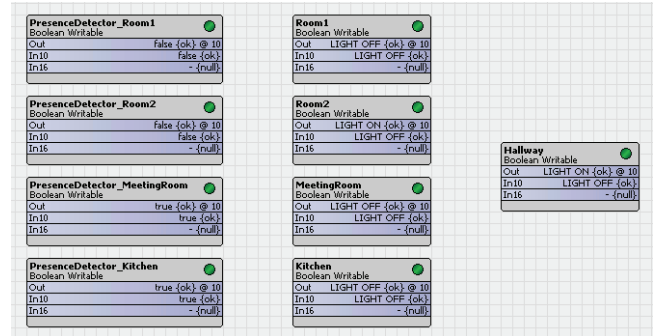 PresenceDetector_Room1
Boolean Writable
Out false {ok} @ 10
In10 false {ok}
In16 - {null}
Room1
Boolean Writable
Out LIGHT OFF {ok} @ 10
In10 LIGHT OFF {ok}
In16 - {null}
PresenceDetector_Room2
Boolean Writable
Out false {ok} @ 10
In10 false {ok}
In16 - {null}
Room2
Boolean Writable
Out LIGHT ON {ok} @ 10
In10 LIGHT OFF {ok}
In16 - {null}
Hallway
Boolean Writable
Out LIGHT ON {ok} @ 10
In10 LIGHT OFF {ok}
In16 - {null}
PresenceDetector_MeetingRoom
Boolean Writable
Out true {ok} @ 10
In10 true {ok}
In16 - {null}
MeetingRoom
Boolean Writable
Out LIGHT OFF {ok} @ 10
In10 LIGHT OFF {ok}
In16 - {null}
PresenceDetector_Kitchen
Boolean Writable
Out true {ok} @ 10
In10 true {ok}
In16 - {null}
Kitchen
Boolean Writable
Out LIGHT OFF {ok} @ 10
In10 LIGHT OFF {ok}
In16 - {null}